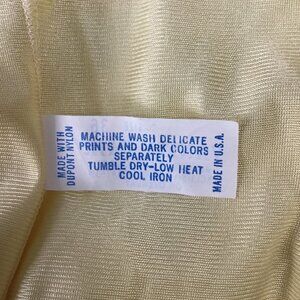 MADE WITH
DUPONT NYLON
MACHINE WASH DELICATE
PRINTS AND DARK COLORS
SEPARATELY
TUMBLE DRY-LOW HEAT
COOL IRON
MADE IN U.S.A.